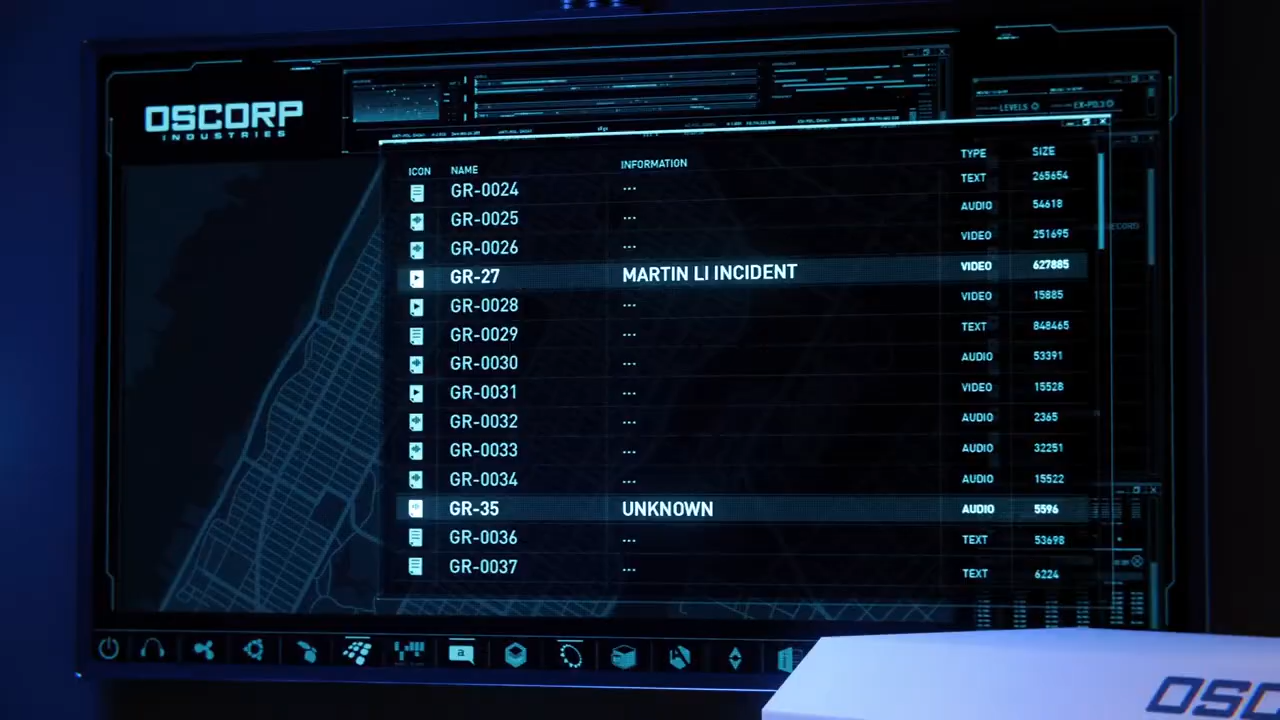 OSCORP
INDUSTRIES
LEVELS
EX-PD.3
ICON NAME INFORMATION TYPE SIZE
GR-0024 ... TEXT 265654
GR-0025 ... AUDIO 54618
GR-0026 ... VIDEO 251695
GR-27 MARTIN LI INCIDENT VIDEO 627885
GR-0028 ... VIDEO 15885
GR-0029 ... TEXT 848465
GR-0030 ... AUDIO 53391
GR-0031 ... VIDEO 15528
GR-0032 ... AUDIO 2365
GR-0033 ... AUDIO 32251
GR-0034 ... AUDIO 15522
GR-35 UNKNOWN AUDIO 5596
GR-0036 ... TEXT 53698
GR-0037 ... TEXT 6224
a
OSC